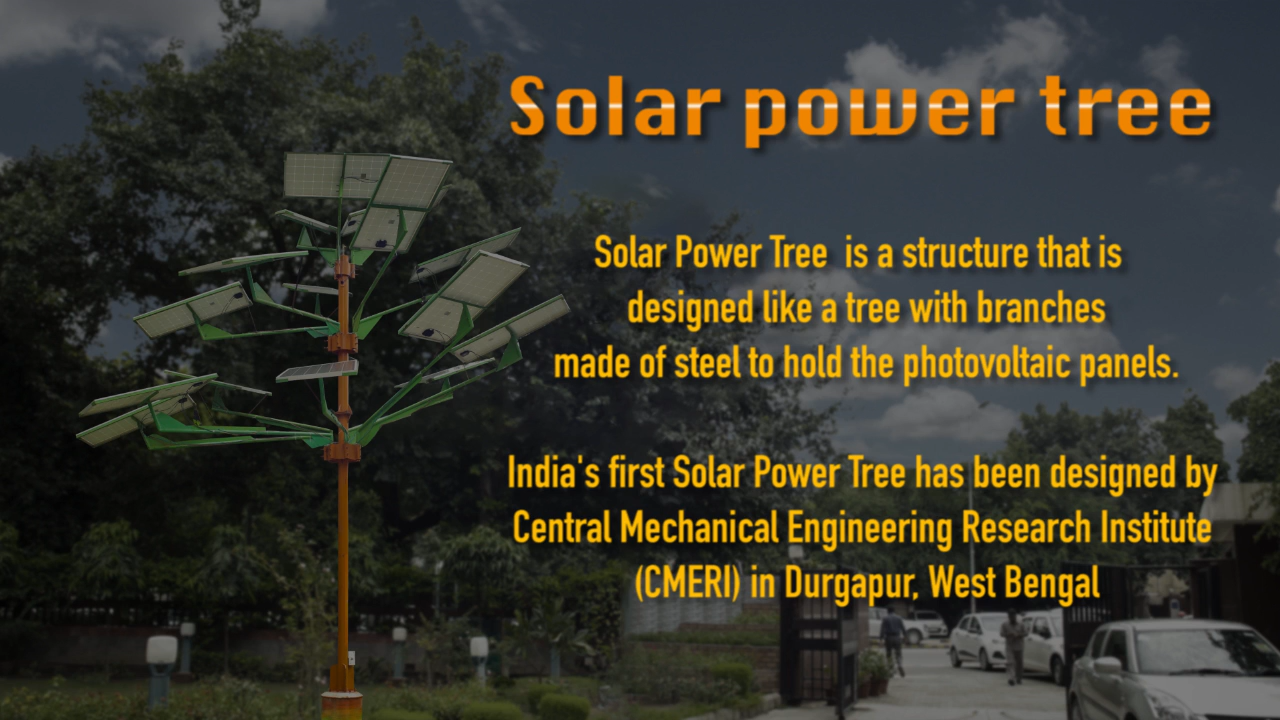 Solar power tree
Solar Power Tree is a structure that is
designed like a tree with branches
made of steel to hold the photovoltaic panels.
India's first Solar Power Tree has been designed by
Central Mechanical Engineering Research Institute
(CMERI) in Durgapur, West Bengal